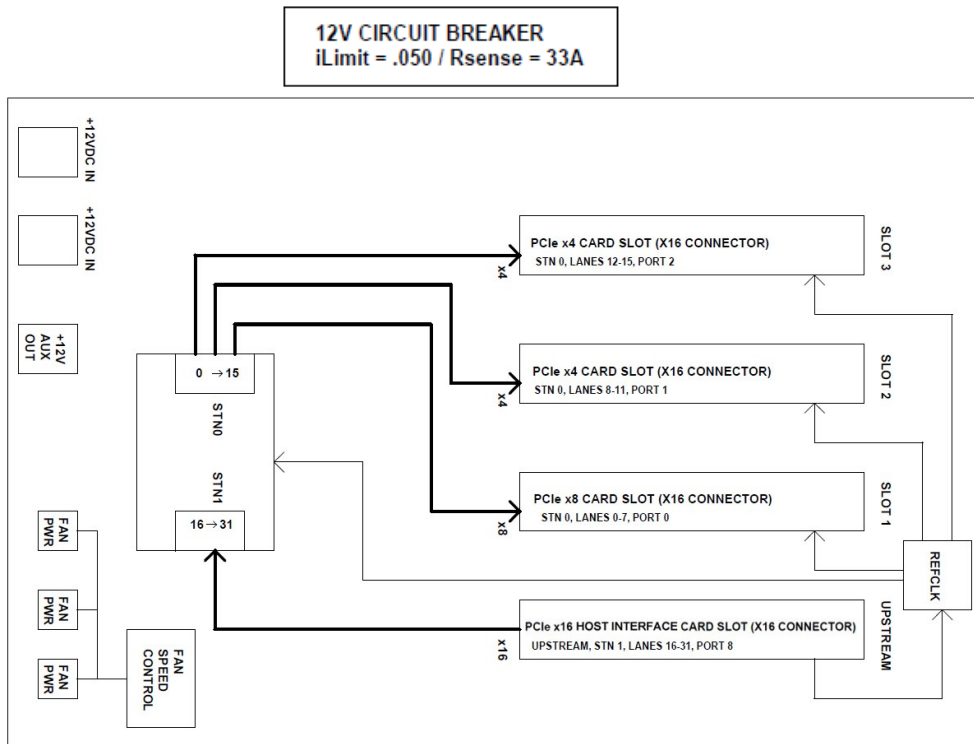 12V CIRCUIT BREAKER
iLimit = .050 / Rsense = 33A
+12VDC IN
+12VDC IN
+12V
AUX
OUT
PCIe x4 CARD SLOT (X16 CONNECTOR)
STN 0, LANES 12-15, PORT 2
SLOT 3
x4
PCIe x4 CARD SLOT (X16 CONNECTOR)
STN 0, LANES 8-11, PORT 1
SLOT 2
x4
0 → 15
STN0
STN1
16 → 31
PCIe x8 CARD SLOT (X16 CONNECTOR)
STN 0, LANES 0-7, PORT 0
SLOT 1
x8
REFCLK
PCIe x16 HOST INTERFACE CARD SLOT (X16 CONNECTOR)
UPSTREAM, STN 1, LANES 16-31, PORT 8
UPSTREAM
x16
FAN
PWR
FAN
PWR
FAN
PWR
FAN
SPEED
CONTROL